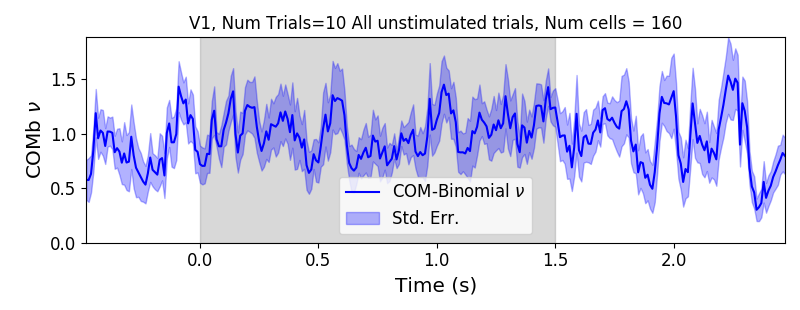 V1, Num Trials=10 All unstimulated trials, Num cells = 160
COMb ν
1.5
1.0
0.5
0.0
COM-Binomial ν
Std. Err.
0.0 0.5 1.0 1.5 2.0
Time (s)